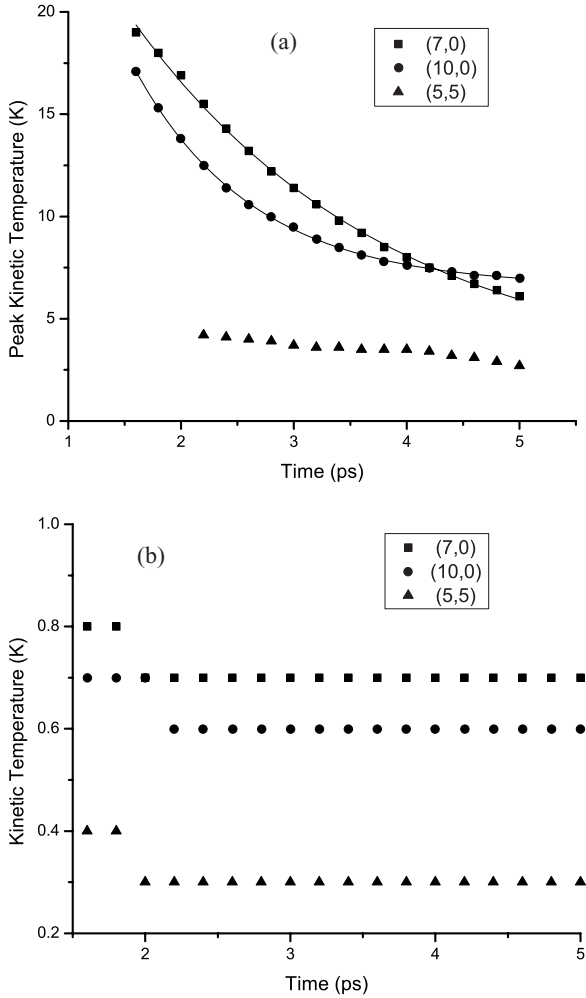 20
15
10
5
0
Peak Kinetic Temperature (K)
(a)
(7,0)
(10,0)
(5,5)
1 2 3 4 5
Time (ps)
1.0
0.8
0.6
0.4
0.2
Kinetic Temperature (K)
(b)
(7,0)
(10,0)
(5,5)
2 3 4 5
Time (ps)